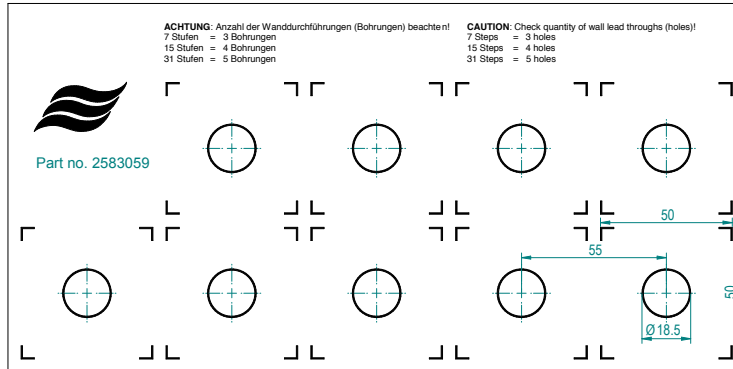 ACHTUNG: Anzahl der Wanddurchführungen (Bohrungen) beachten!
7 Stufen = 3 Bohrungen
15 Stufen = 4 Bohrungen
31 Stufen = 5 Bohrungen
CAUTION: Check quantity of wall lead throughs (holes)!
7 Steps = 3 holes
15 Steps = 4 holes
31 Steps = 5 holes
Part no. 2583059
50
55
50
Ø 18.5